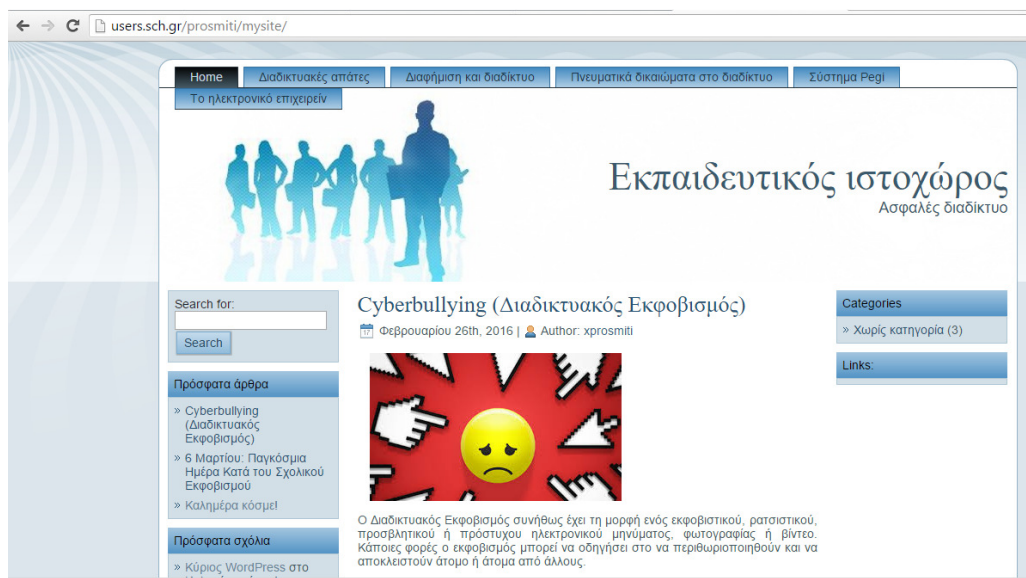 users.sch.gr/prosmiti/mysite/
Home
Διαδικτυακές απάτες
Διαφήμιση και διαδίκτυο
Πνευματικά δικαιώματα στο διαδίκτυο
Σύστημα Pegi
Το ηλεκτρονικό επιχειρείν
Εκπαιδευτικός ιστοχώρος
Ασφαλές διαδίκτυο
Search for:
Search
Πρόσφατα άρθρα
» Cyberbullying
(Διαδικτυακός
Εκφοβισμός)
» 6 Μαρτίου: Παγκόσμια
Ημέρα Κατά του Σχολικού
Εκφοβισμού
» Καλημέρα κόσμε!
Πρόσφατα σχόλια
» Κύριος WordPress στο
Cyberbullying (Διαδικτυακός Εκφοβισμός)
Φεβρουαρίου 26th, 2016 | Author: xprosmiti
Ο Διαδικτυακός Εκφοβισμός συνήθως έχει τη μορφή ενός εκφοβιστικού, ρατσιστικού,
προσβλητικού ή πρόστυχου ηλεκτρονικού μηνύματος, φωτογραφίας ή βίντεο.
Κάποιες φορές ο εκφοβισμός μπορεί να οδηγήσει στο να περιθωριοποιηθούν και να
αποκλειστούν άτομο ή άτομα από άλλους.
Categories
» Χωρίς κατηγορία (3)
Links: